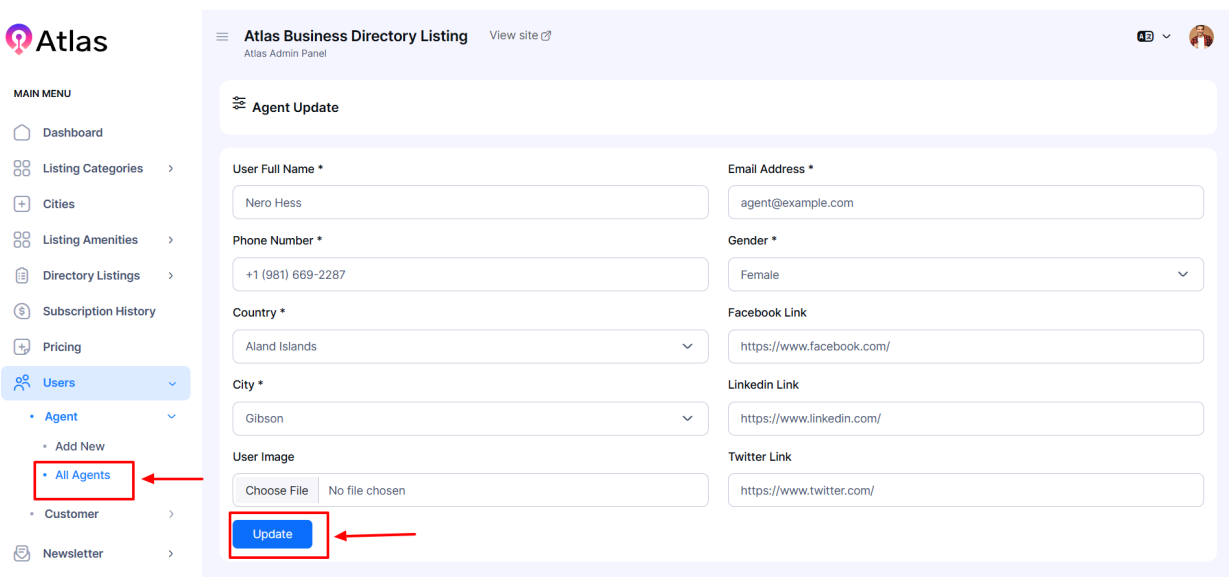 Atlas
Atlas Business Directory Listing
View site
Atlas Admin Panel
MAIN MENU
Dashboard
Listing Categories
Cities
Listing Amenities
Directory Listings
Subscription History
Pricing
Users
Agent
Add New
All Agents
Customer
Newsletter
Agent Update
User Full Name *
Nero Hess
Email Address *
agent@example.com
Phone Number *
+1 (981) 669-2287
Gender *
Female
Country *
Aland Islands
Facebook Link
https://www.facebook.com/
City *
Gibson
Linkedin Link
https://www.linkedin.com/
User Image
Choose File No file chosen
Twitter Link
https://www.twitter.com/
Update